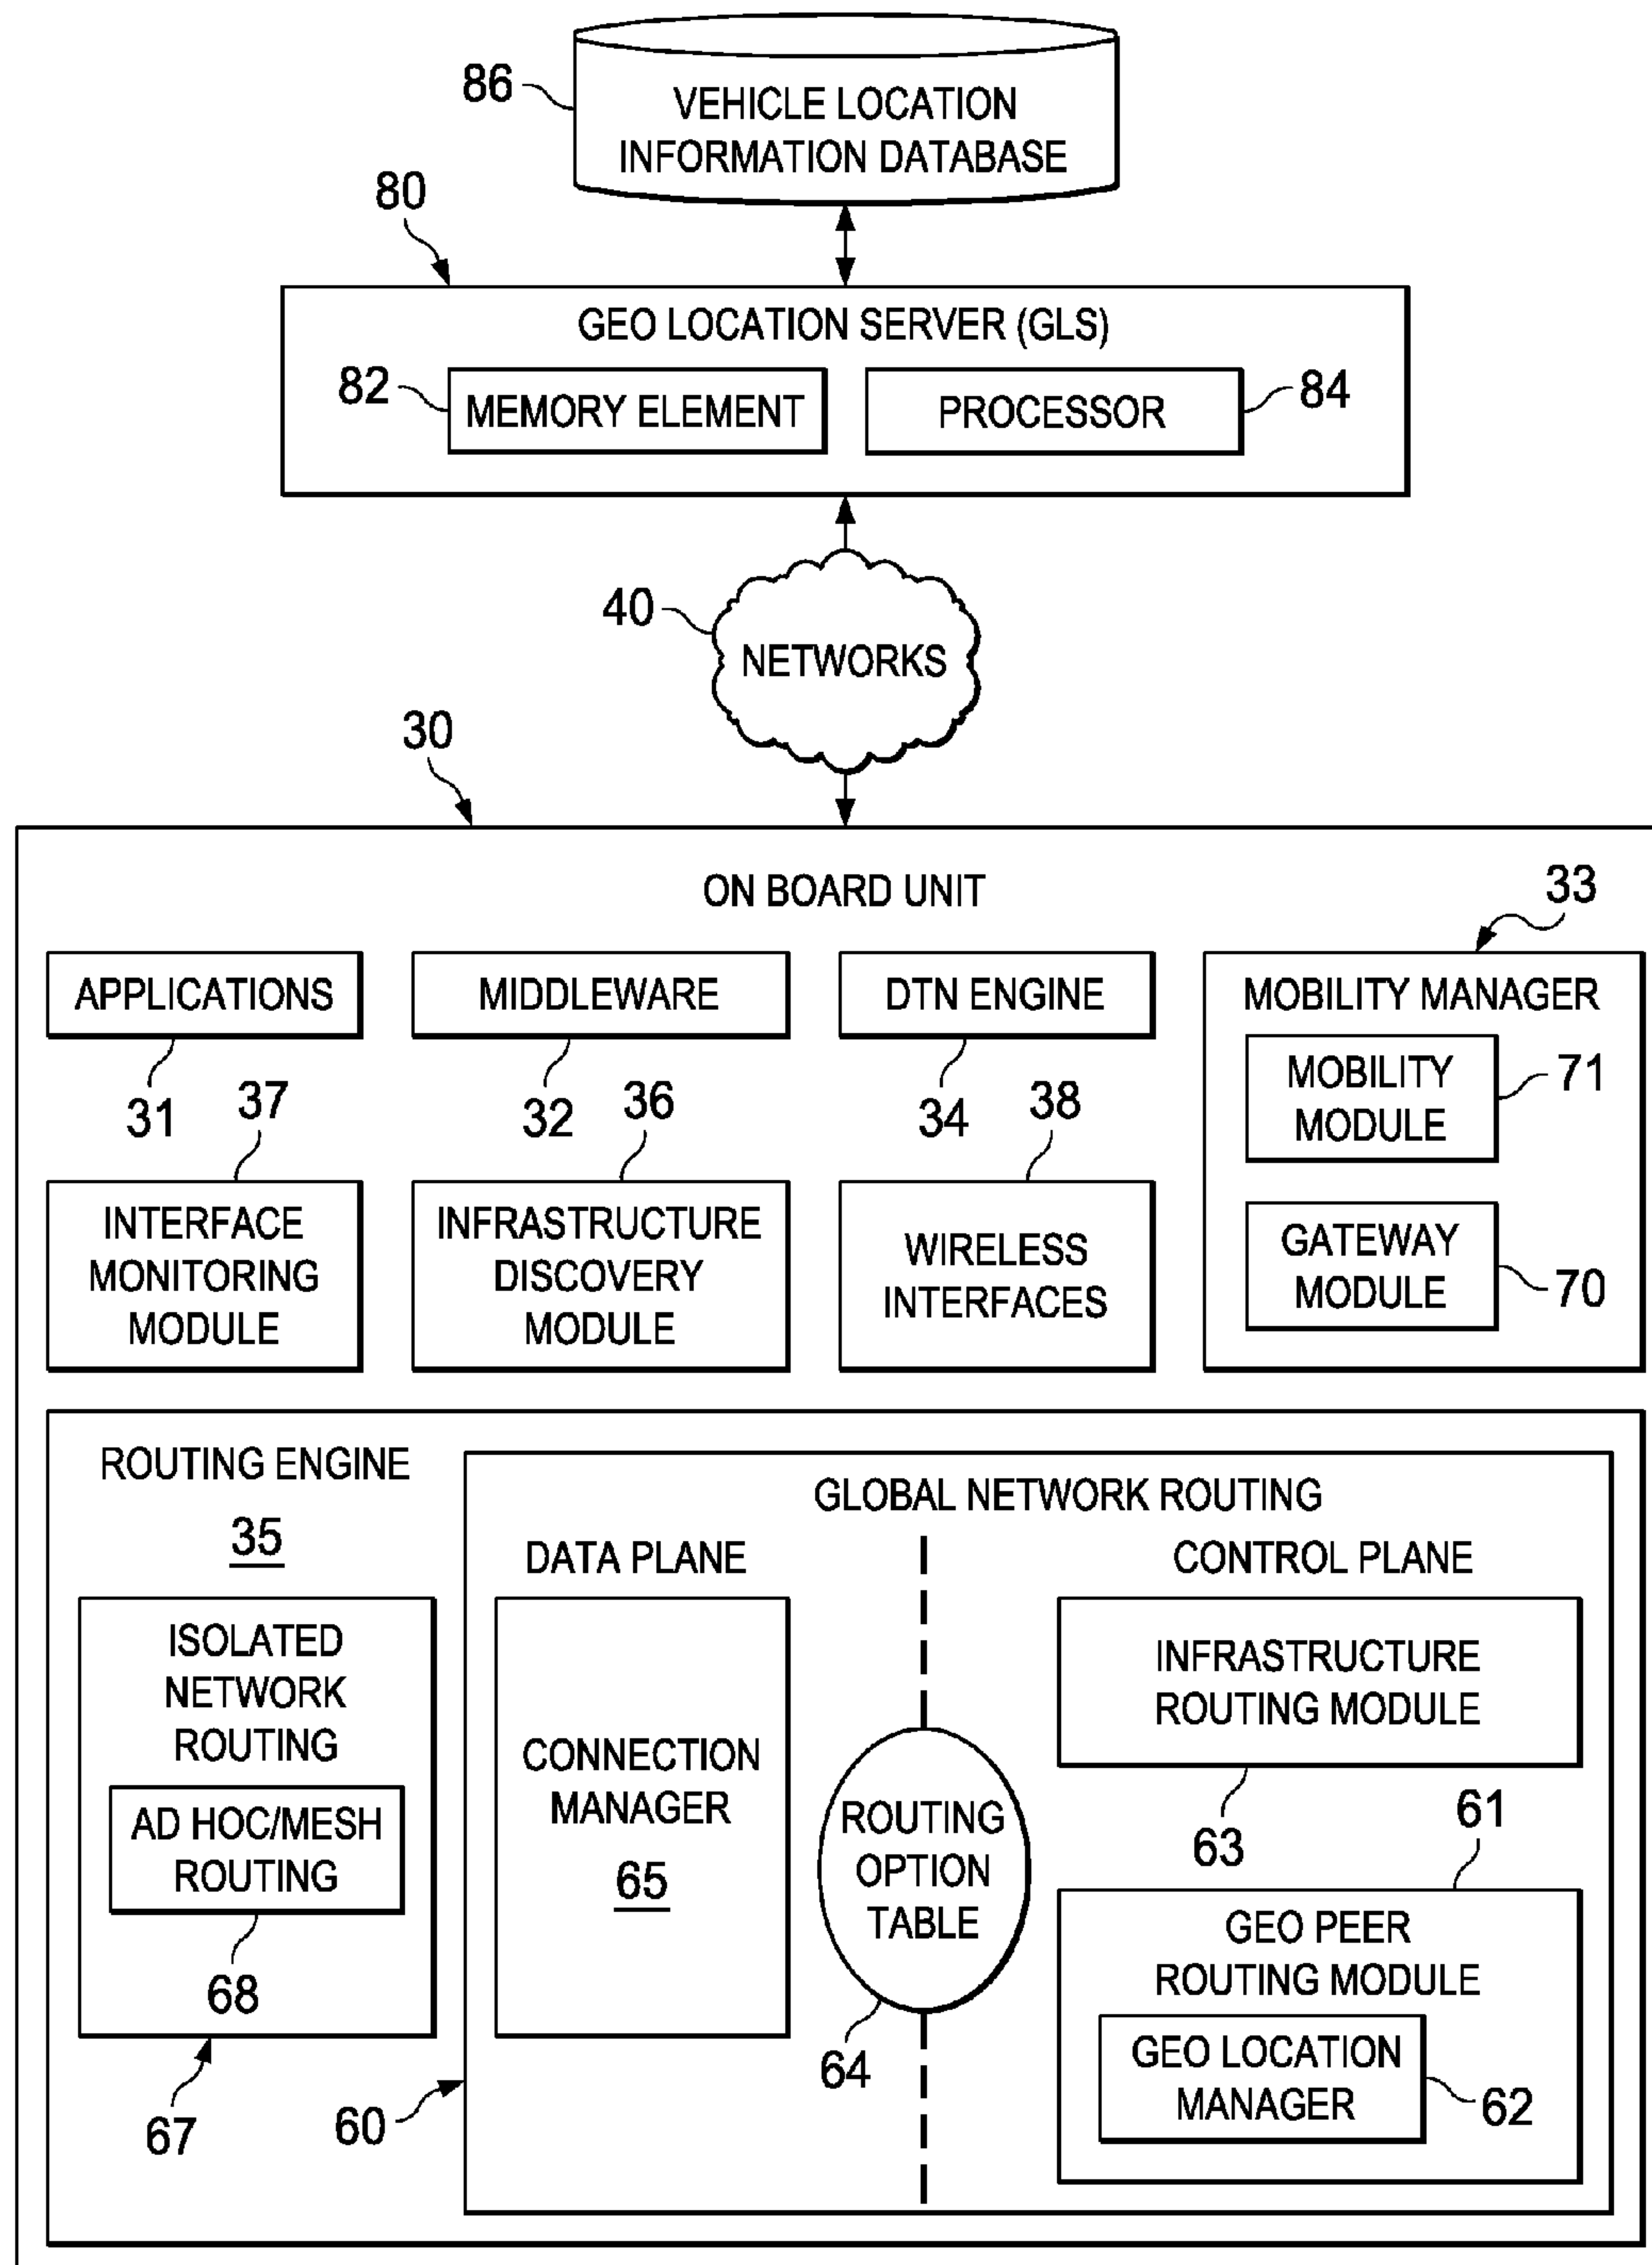 86
VEHICLE LOCATION
INFORMATION DATABASE
80
GEO LOCATION SERVER (GLS)
82
MEMORY ELEMENT
PROCESSOR
84
40
NETWORKS
30
ON BOARD UNIT
33
APPLICATIONS
31
MIDDLEWARE
32
DTN ENGINE
34
MOBILITY MANAGER
MOBILITY
MODULE
71
GATEWAY
MODULE
70
37
INTERFACE
MONITORING
MODULE
36
INFRASTRUCTURE
DISCOVERY
MODULE
38
WIRELESS
INTERFACES
ROUTING ENGINE
35
ISOLATED
NETWORK
ROUTING
AD HOC/MESH
ROUTING
68
67
60
GLOBAL NETWORK ROUTING
DATA PLANE
CONNECTION
MANAGER
65
ROUTING
OPTION
TABLE
64
CONTROL PLANE
INFRASTRUCTURE
ROUTING MODULE
63
61
GEO PEER
ROUTING MODULE
GEO LOCATION
MANAGER
62